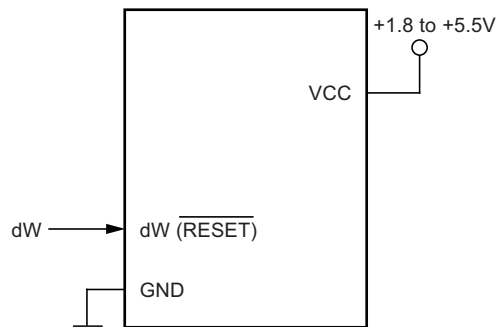 +1.8 to +5.5V
VCC
dW
dW (RESET)
GND